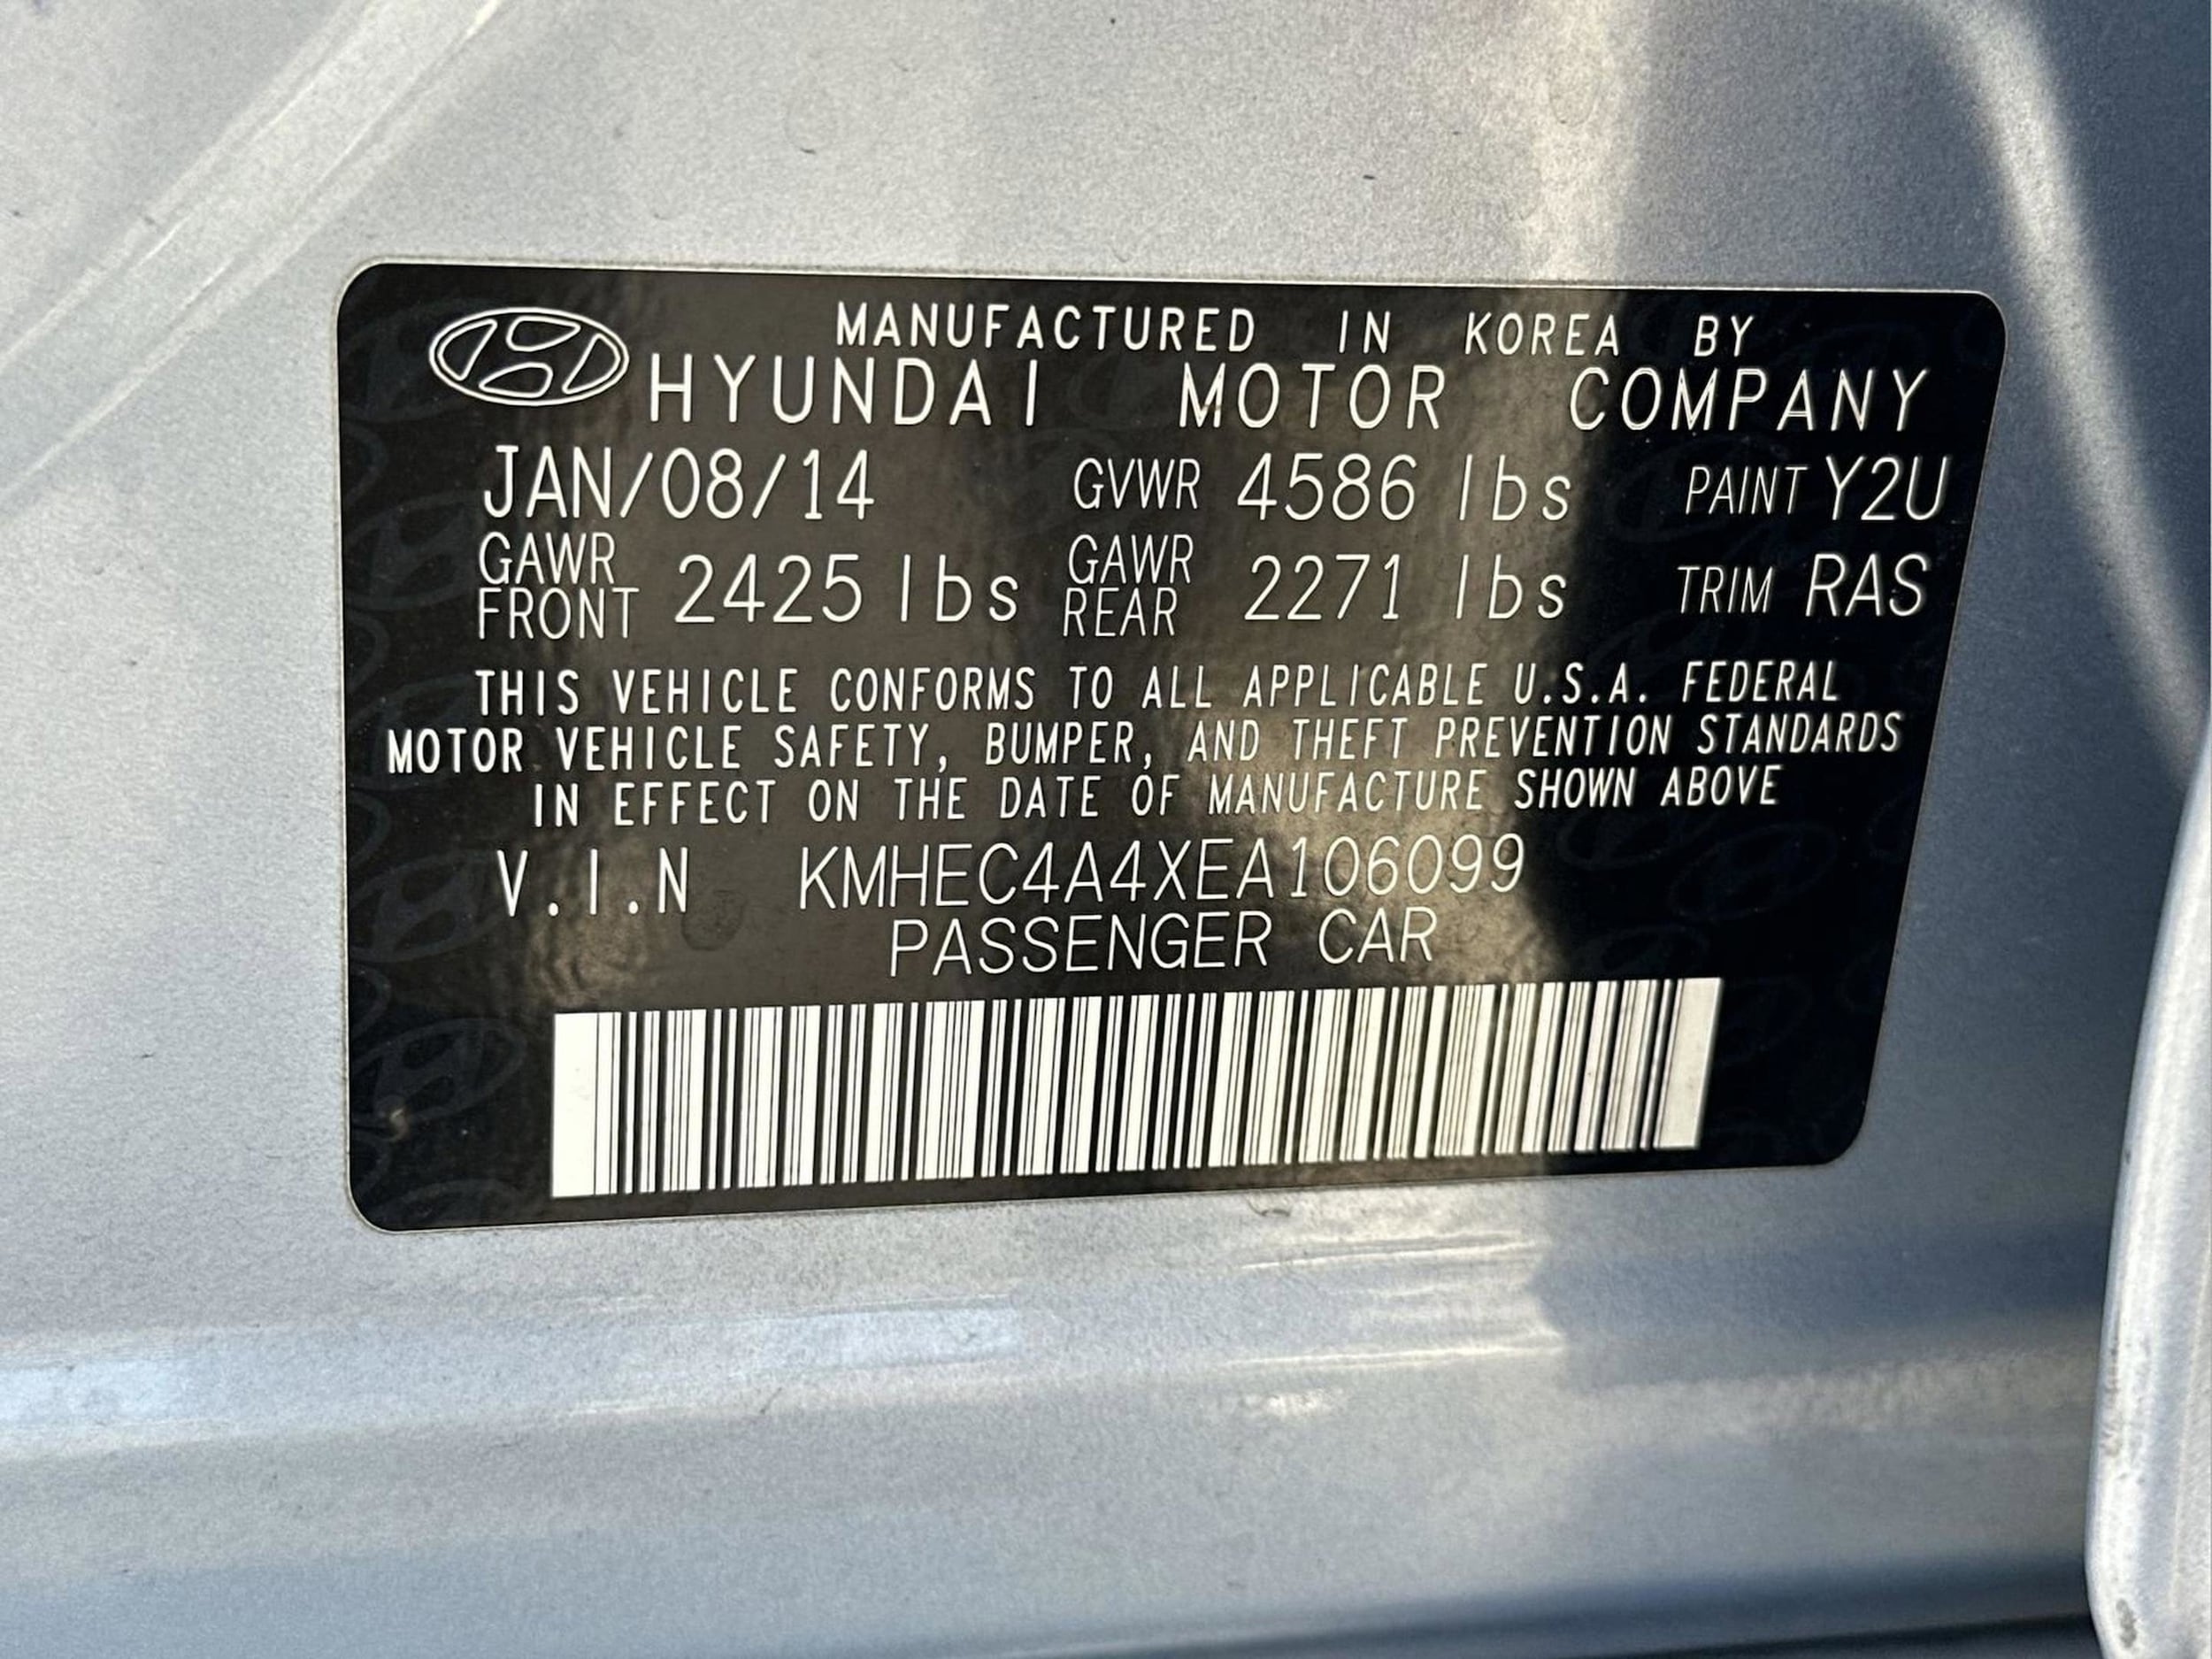 MANUFACTURED IN KOREA BY
HYUNDAI MOTOR COMPANY
JAN/08/14 GVWR 4586 lbs PAINT Y2U
GAWR FRONT 2425 lbs GAWR REAR 2271 lbs TRIM RAS
THIS VEHICLE CONFORMS TO ALL APPLICABLE U.S.A. FEDERAL
MOTOR VEHICLE SAFETY, BUMPER, AND THEFT PREVENTION STANDARDS
IN EFFECT ON THE DATE OF MANUFACTURE SHOWN ABOVE
V.I.N KMHEC4A4XEA106099
PASSENGER CAR